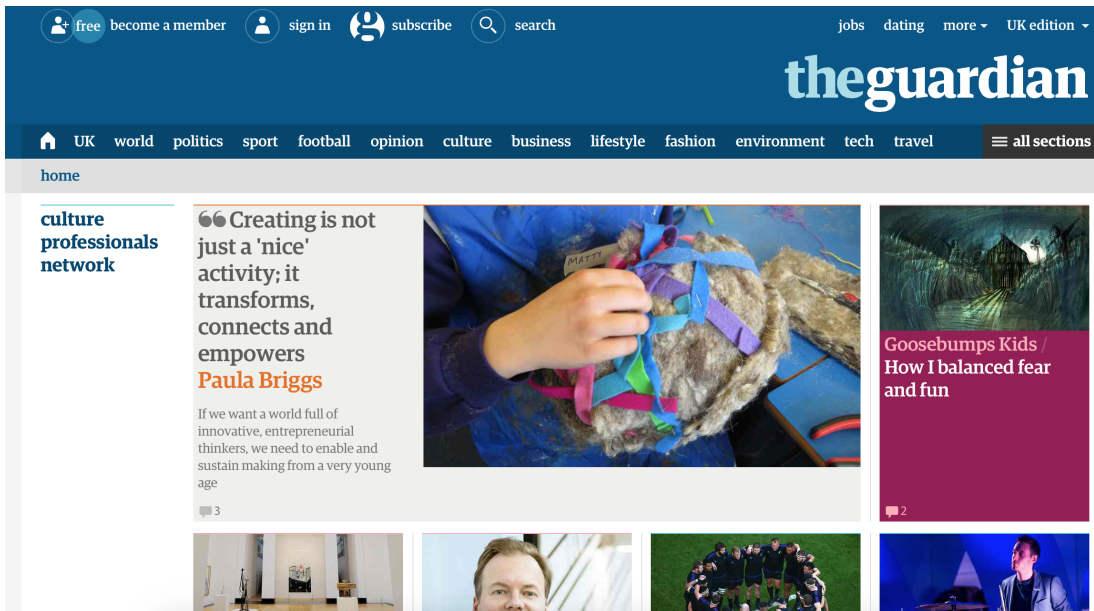 free become a member sign in subscribe search jobs dating more UK edition
theguardian
UK world politics sport football opinion culture business lifestyle fashion environment tech travel all sections
home
culture
professionals
network
Creating is not
just a 'nice'
activity; it
transforms,
connects and
empowers
Paula Briggs
If we want a world full of
innovative, entrepreneurial
thinkers, we need to enable and
sustain making from a very young
age
3
MATTY
Goosebumps Kids /
How I balanced fear
and fun
2